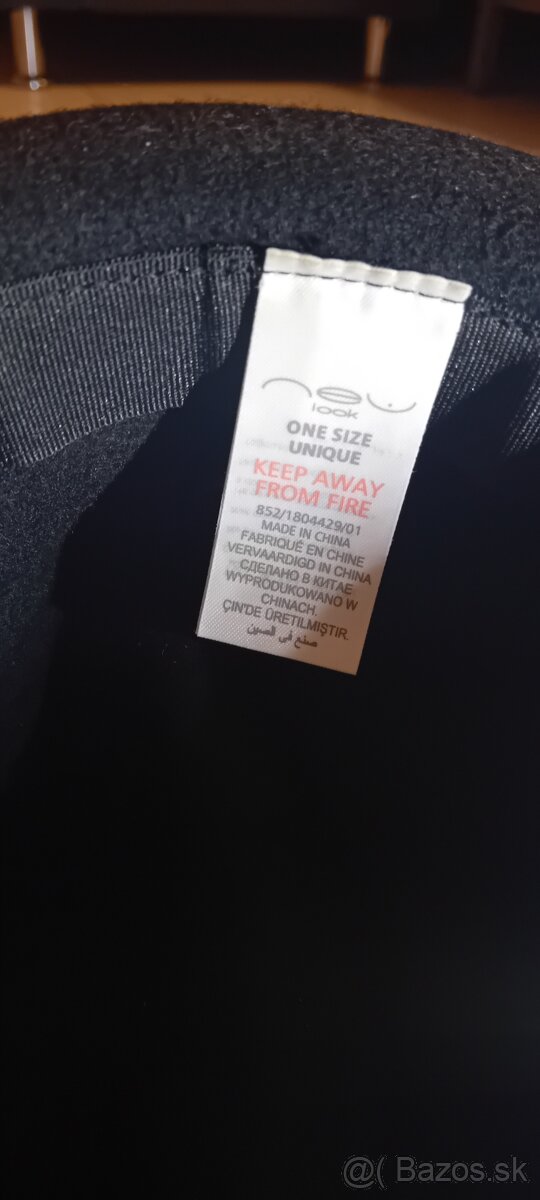 new
look
ONE SIZE
UNIQUE
KEEP AWAY
FROM FIRE
852/1804429/01
MADE IN CHINA
FABRIQUÉ EN CHINE
VERVAARDIGD IN CHINA
СДЕЛАНО В КИТАЕ
WYPRODUKOWANO W
CHINACH.
ÇIN'DE ÜRETILMIŞTIR.
صنع في الصين
@( Bazos.sk